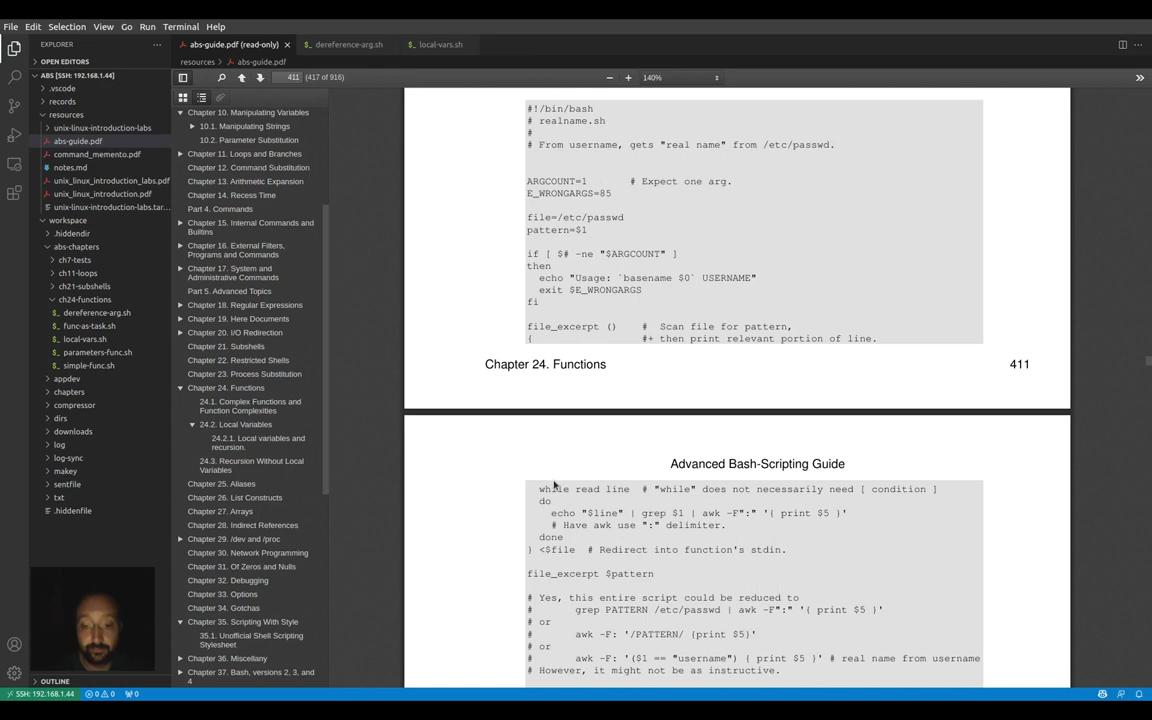 File Edit Selection View Go Run Terminal Help
EXPLORER
abs-guide.pdf (read-only)
dereference-arg.sh
local-vars.sh
OPEN EDITORS
resources > abs-guide.pdf
ABS [SSH: 192.168.1.44]
411 (417 of 916)
140%
.vscode
records
resources
unix-linux-introduction-labs
abs-guide.pdf
command_memento.pdf
notes.md
unix_linux_introduction_labs.pdf
unix_linux_introduction.pdf
unix-linux-introduction-labs.tar...
workspace
.hiddendir
abs-chapters
ch7-tests
ch11-loops
ch21-subshells
ch24-functions
dereference-arg.sh
func-as-task.sh
local-vars.sh
parameters-func.sh
simple-func.sh
appdev
chapters
compressor
dirs
downloads
log
log-sync
makey
sentfile
txt
.hiddenfile
OUTLINE
Chapter 10. Manipulating Variables
10.1. Manipulating Strings
10.2. Parameter Substitution
Chapter 11. Loops and Branches
Chapter 12. Command Substitution
Chapter 13. Arithmetic Expansion
Chapter 14. Recess Time
Part 4. Commands
Chapter 15. Internal Commands and
Builtins
Chapter 16. External Filters,
Programs and Commands
Chapter 17. System and
Administrative Commands
Part 5. Advanced Topics
Chapter 18. Regular Expressions
Chapter 19. Here Documents
Chapter 20. I/O Redirection
Chapter 21. Subshells
Chapter 22. Restricted Shells
Chapter 23. Process Substitution
Chapter 24. Functions
24.1. Complex Functions and
Function Complexities
24.2. Local Variables
24.2.1. Local variables and
recursion.
24.3. Recursion Without Local
Variables
Chapter 25. Aliases
Chapter 26. List Constructs
Chapter 27. Arrays
Chapter 28. Indirect References
Chapter 29. /dev and /proc
Chapter 30. Network Programming
Chapter 31. Of Zeros and Nulls
Chapter 32. Debugging
Chapter 33. Options
Chapter 34. Gotchas
Chapter 35. Scripting With Style
35.1. Unofficial Shell Scripting
Stylesheet
Chapter 36. Miscellany
Chapter 37. Bash, versions 2, 3, and
4
#!/bin/bash
# realname.sh
#
# From username, gets "real name" from /etc/passwd.
ARGCOUNT=1 # Expect one arg.
E_WRONGARGS=85
file=/etc/passwd
pattern=$1
if [ $# -ne "$ARGCOUNT" ]
then
echo "Usage: `basename $0` USERNAME"
exit $E_WRONGARGS
fi
file_excerpt () # Scan file for pattern,
{ #+ then print relevant portion of line.
Chapter 24. Functions 411
Advanced Bash-Scripting Guide
while read line # "while" does not necessarily need [ condition ]
do
echo "$line" | grep $1 | awk -F":" '{ print $5 }'
# Have awk use ":" delimiter.
done
} <$file # Redirect into function's stdin.
file_excerpt $pattern
# Yes, this entire script could be reduced to
# grep PATTERN /etc/passwd | awk -F":" '{ print $5 }'
# or
# awk -F: '/PATTERN/ {print $5}'
# or
# awk -F: '($1 == "username") { print $5 }' # real name from username
# However, it might not be as instructive.
SSH: 192.168.1.44 0 0 0